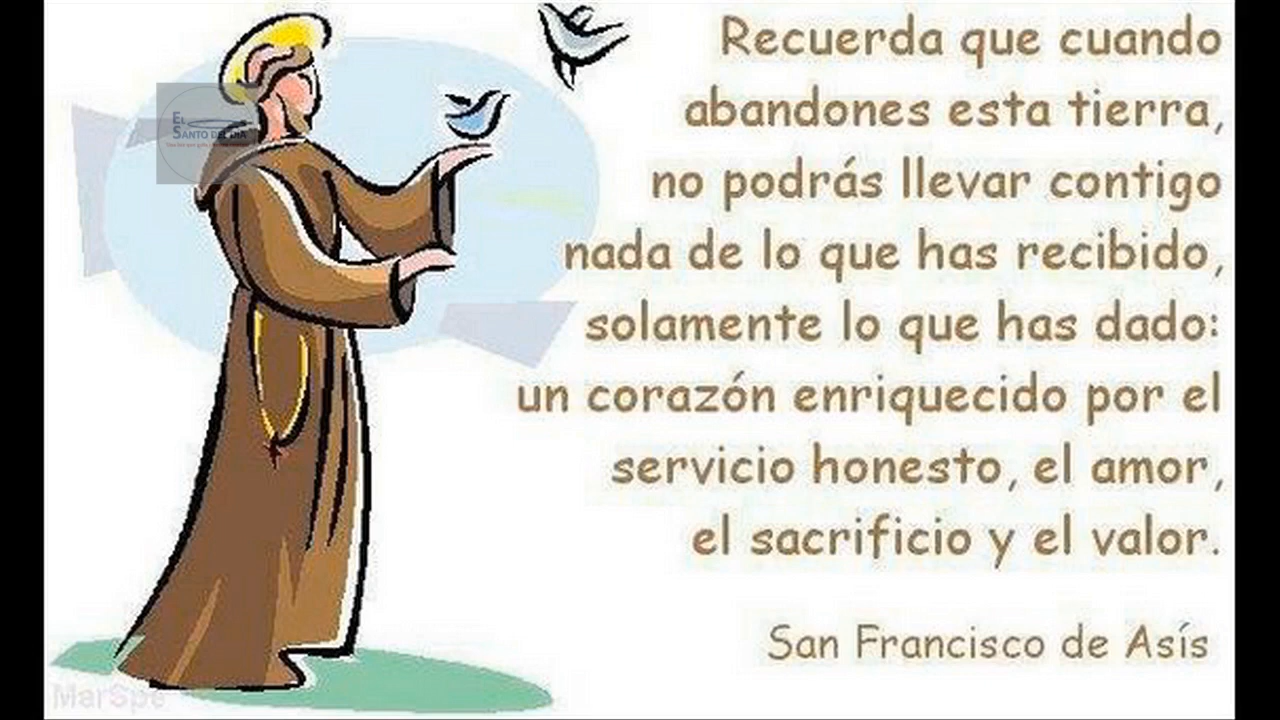 Recuerda que cuando
abandones esta tierra,
no podrás llevar contigo
nada de lo que has recibido,
solamente lo que has dado:
un corazón enriquecido por el
servicio honesto, el amor,
el sacrificio y el valor.
San Francisco de Asís
EL
SANTO DEL DIA
MarSpe